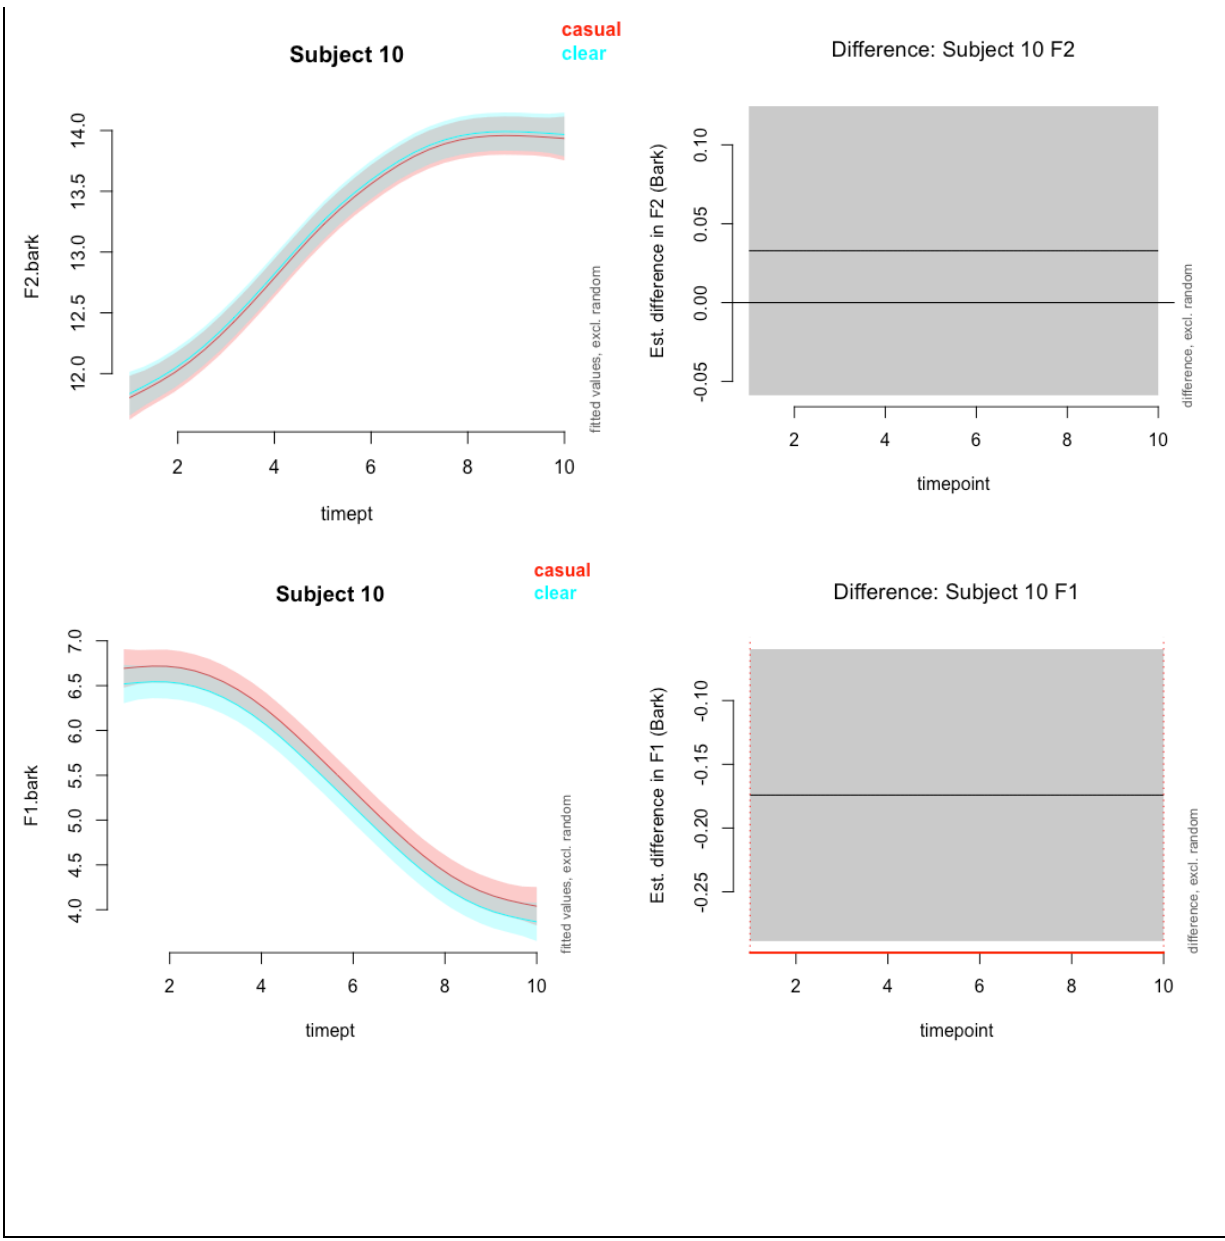 Subject 10
casual
clear
F2.bark
14.0
13.5
13.0
12.5
12.0
2 4 6 8 10
timept
fitted values, excl. random
Difference: Subject 10 F2
Est. difference in F2 (Bark)
0.10
0.05
0.00
-0.05
2 4 6 8 10
timepoint
difference, excl. random
Subject 10
casual
clear
F1.bark
7.0
6.5
6.0
5.5
5.0
4.5
4.0
2 4 6 8 10
timept
fitted values, excl. random
Difference: Subject 10 F1
Est. difference in F1 (Bark)
-0.10
-0.15
-0.20
-0.25
2 4 6 8 10
timepoint
difference, excl. random